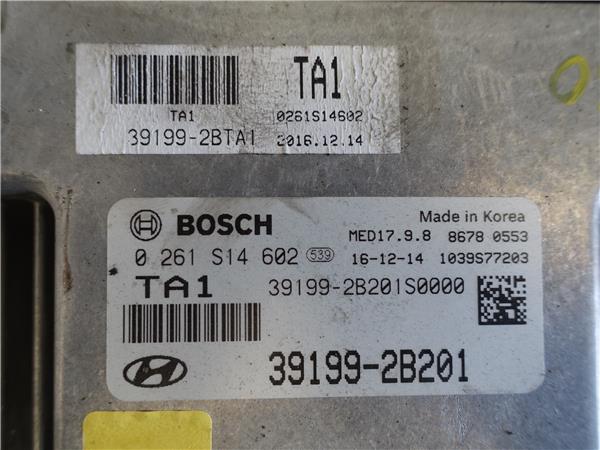 TA1
TA1 0261S14602
39199-2BTA1 2016.12.14
BOSCH Made in Korea
MED17.9.8 8678 0553
0 261 S14 602 539 16-12-14 1039S77203
TA1 39199-2B201S0000
39199-2B201